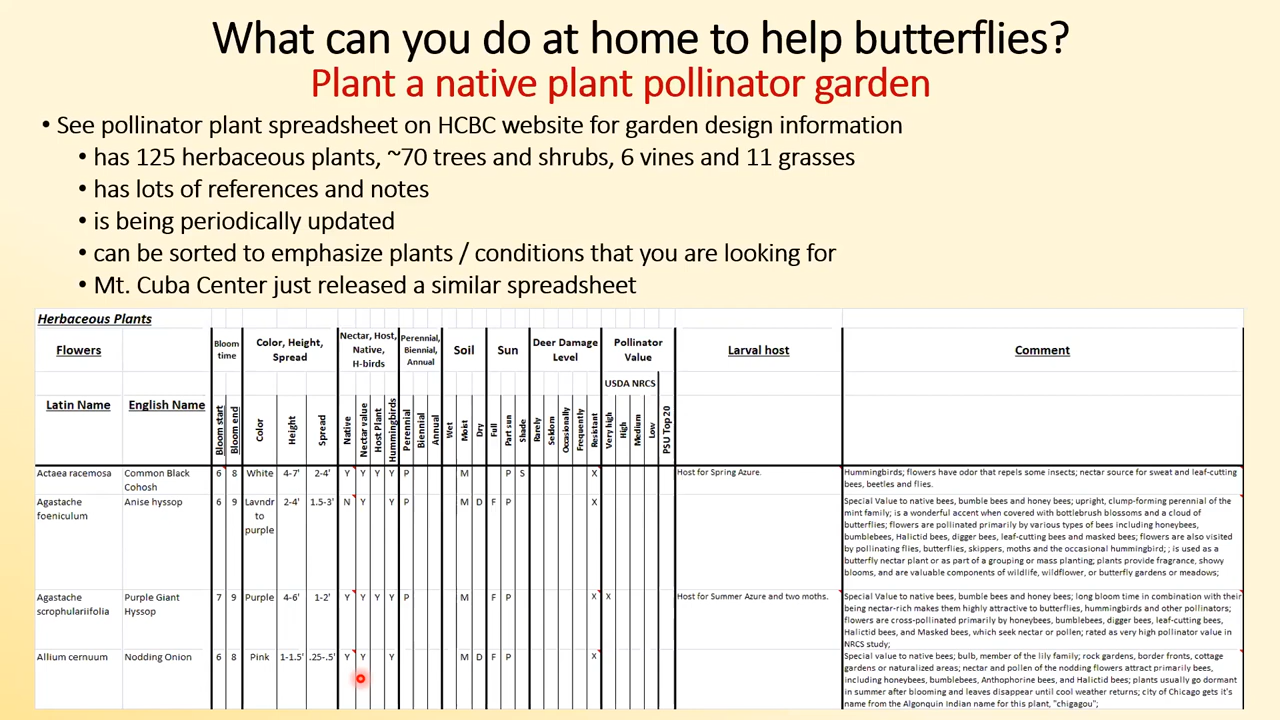 What can you do at home to help butterflies?
Plant a native plant pollinator garden
• See pollinator plant spreadsheet on HCBC website for garden design information
• has 125 herbaceous plants, ~70 trees and shrubs, 6 vines and 11 grasses
• has lots of references and notes
• is being periodically updated
• can be sorted to emphasize plants / conditions that you are looking for
• Mt. Cuba Center just released a similar spreadsheet
Herbaceous Plants
Flowers
Bloom time
Color, Height, Spread
Nectar, Host, Native, H-birds
Perennial, Biennial, Annual
Soil
Sun
Deer Damage Level
Pollinator Value
Larval host
Comment
USDA NRCS
Latin Name
English Name
Bloom start
Bloom end
Color
Height
Spread
Native
Nectar value
Host Plant
Hummingbirds
Perennial
Biennial
Annual
Wet
Moist
Dry
Full
Part sun
Shade
Rarely
Seldom
Occasionally
Frequently
Resistant
Very high
High
Medium
Low
PSU Top 20
Actaea racemosa
Common Black Cohosh
6 8 White 4-7' 2-4' Y Y Y Y P M P S X
Host for Spring Azure.
Hummingbirds; flowers have odor that repels some insects; nectar source for sweat and leaf-cutting
bees, beetles and flies.
Agastache foeniculum
Anise hyssop
6 9 Lavndr to purple 2-4' 1.5-3' N Y Y P M D F P X
Special Value to native bees, bumble bees and honey bees; upright, clump-forming perennial of the
mint family; is a wonderful accent when covered with bottlebrush blossoms and a cloud of
butterflies; flowers are pollinated primarily by various types of bees including honeybees,
bumblebees, Halictid bees, digger bees, leaf-cutting bees and masked bees; flowers are also visited
by pollinating flies, butterflies, skippers, moths and the occasional hummingbird; ; is used as a
butterfly nectar plant or as part of a grouping or mass planting; plants provide fragrance, showy
blooms, and are valuable components of wildlife, wildflower, or butterfly gardens or meadows;
Agastache scrophulariifolia
Purple Giant Hyssop
7 9 Purple 4-6' 1-2' Y Y Y Y P M F P X X
Host for Summer Azure and two moths.
Special Value to native bees, bumble bees and honey bees; long bloom time in combination with their
being nectar-rich makes them highly attractive to butterflies, hummingbirds and other pollinators;
flowers are cross-pollinated primarily by honeybees, bumblebees, digger bees, leaf-cutting bees,
Halictid bees, and Masked bees, which seek nectar or pollen; rated as very high pollinator value in
NRCS study;
Allium cernuum
Nodding Onion
6 8 Pink 1-1.5' .25-.5' Y Y Y M D F P X
Special value to native bees; bulb, member of the lily family; rock gardens, border fronts, cottage
gardens or naturalized areas; nectar and pollen of the nodding flowers attract primarily bees,
including honeybees, bumblebees, Anthophorine bees, and Halictid bees; plants usually go dormant
in summer after blooming and leaves disappear until cool weather returns; city of Chicago gets it's
name from the Algonquin Indian name for this plant, "chigagou";